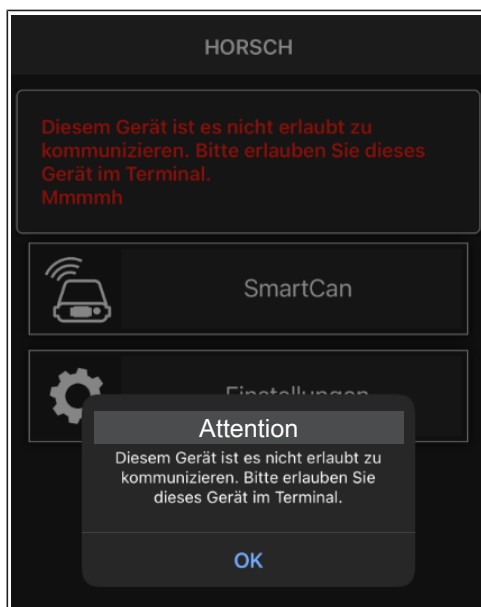 HORSCH
Diesem Gerät ist es nicht erlaubt zu
kommunizieren. Bitte erlauben Sie dieses
Gerät im Terminal.
Mmmmh
SmartCan
Einstellungen
Attention
Diesem Gerät ist es nicht erlaubt zu
kommunizieren. Bitte erlauben Sie
dieses Gerät im Terminal.
OK